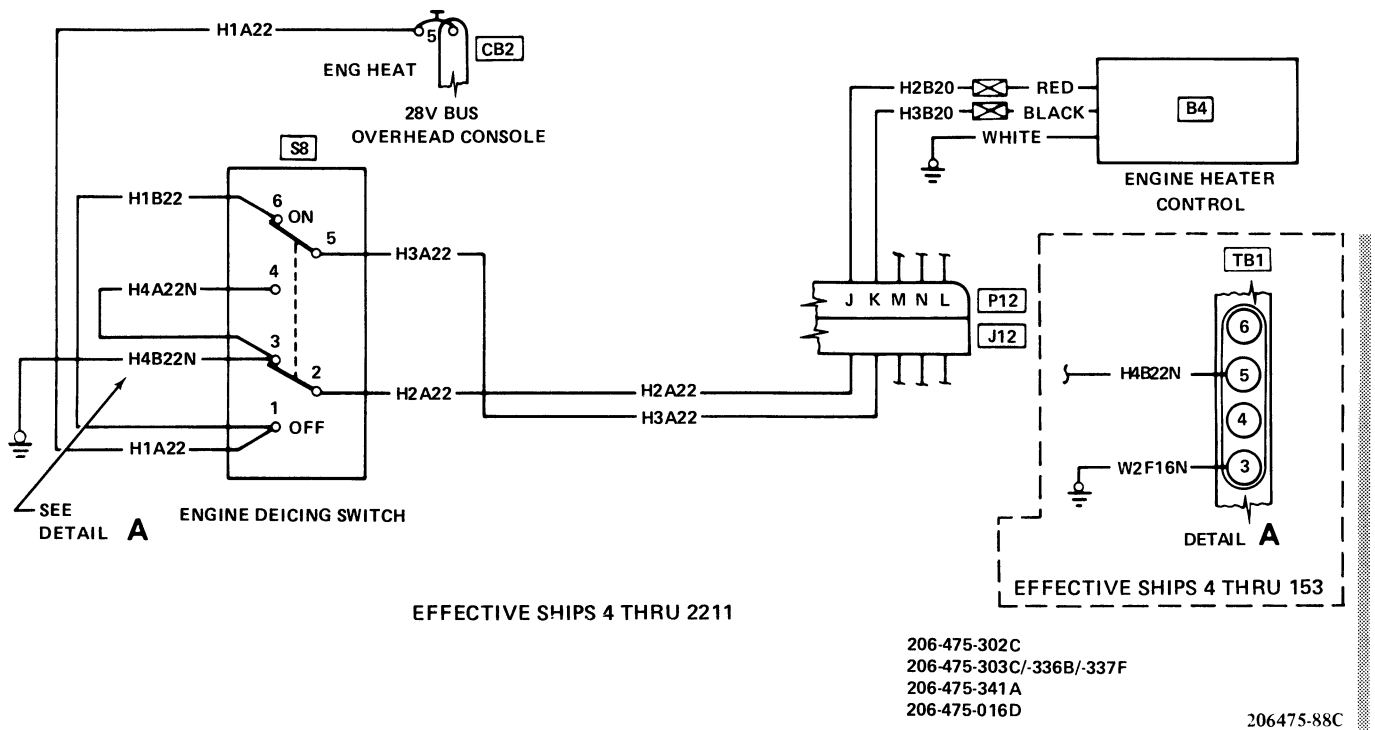 H1A22
5
CB2
ENG HEAT
28V BUS
OVERHEAD CONSOLE
H2B20
RED
H3B20
BLACK
WHITE
B4
ENGINE HEATER
CONTROL
S8
H1B22
6
ON
5
H3A22
4
H4A22N
3
H4B22N
2
H2A22
1
OFF
H1A22
H2A22
H3A22
J K M N L
P12
J12
SEE
DETAIL A
ENGINE DEICING SWITCH
TB1
6
H4B22N
5
4
W2F16N
3
DETAIL A
EFFECTIVE SHIPS 4 THRU 153
EFFECTIVE SHIPS 4 THRU 2211
206-475-302C
206-475-303C/-336B/-337F
206-475-341A
206-475-016D
206475-88C